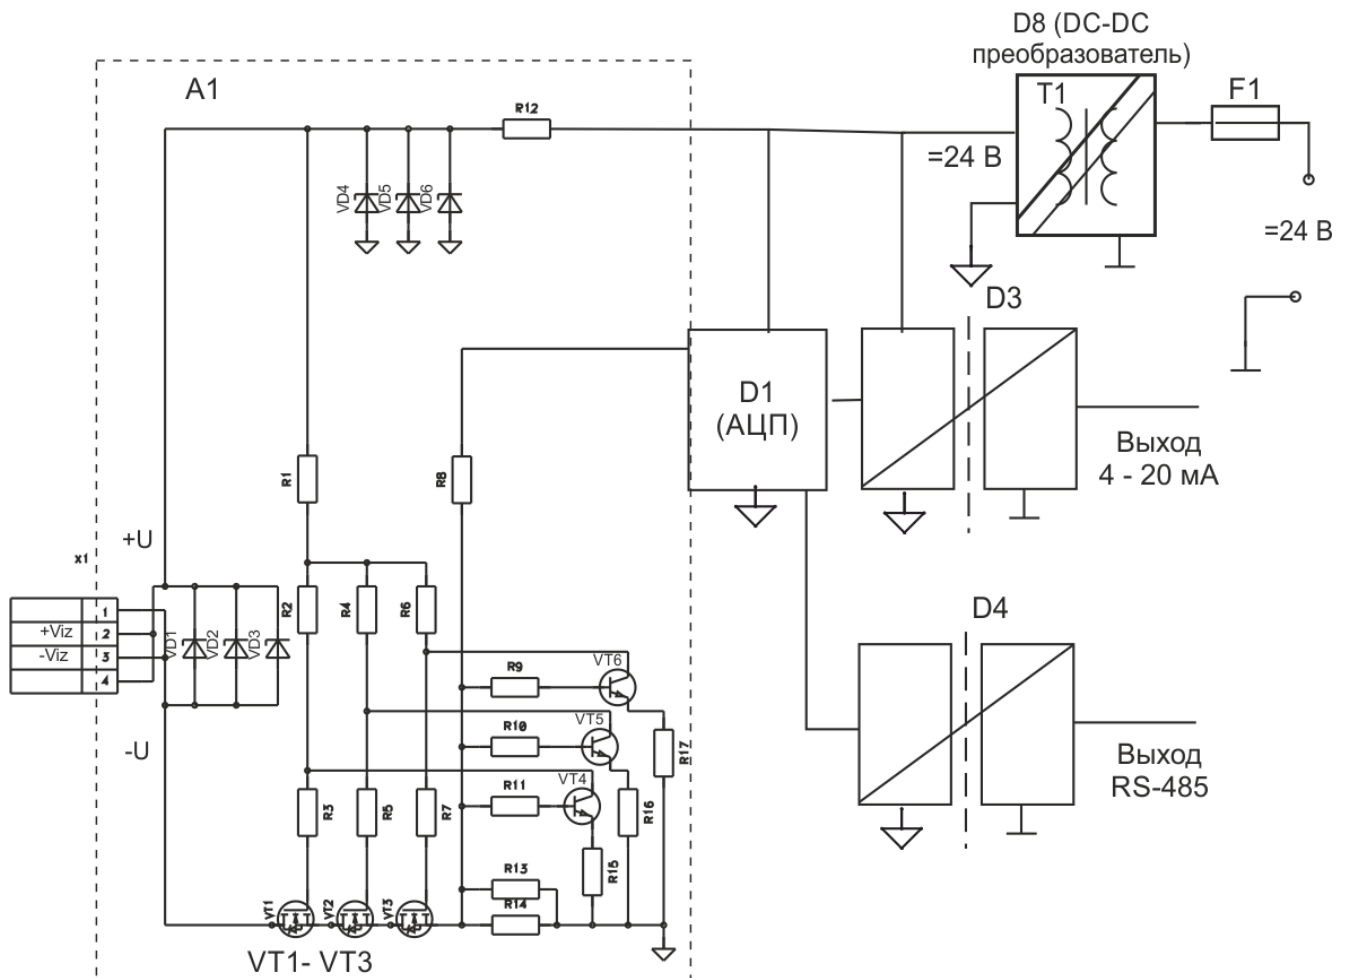 D8 (DC-DC
преобразователь)
A1
T1
F1
R12
=24 В
VD4
VD5
VD6
=24 В
D3
D1
(АЦП)
Выход
4 - 20 мА
R1
R8
+U
x1
D4
R2
R4
R6
1
+Viz
2
-Viz
3
4
VD1
VD2
VD3
VT6
R9
VT5
R10
R17
-U
Выход
RS-485
VT4
R11
R3
R5
R7
R16
R15
R13
R14
VT1
VT2
VT3
VT1- VT3